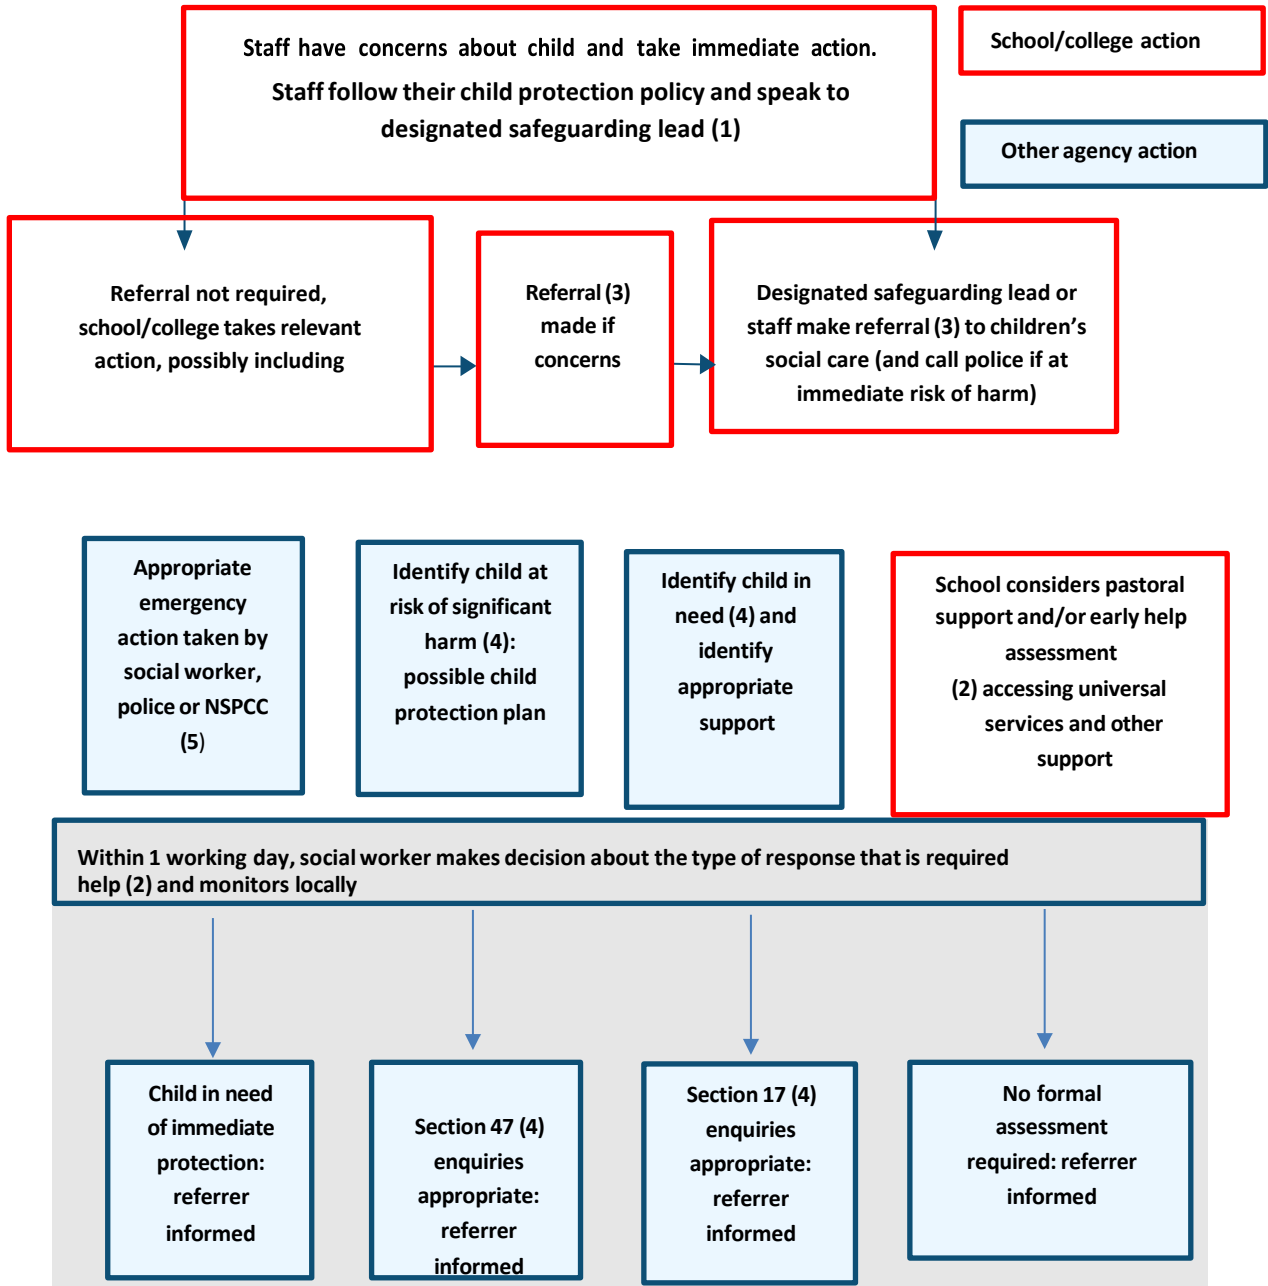 Staff have concerns about child and take immediate action.
Staff follow their child protection policy and speak to
designated safeguarding lead (1)
School/college action
Other agency action
Referral not required,
school/college takes relevant
action, possibly including
Referral (3)
made if
concerns
Designated safeguarding lead or
staff make referral (3) to children’s
social care (and call police if at
immediate risk of harm)
Appropriate
emergency
action taken by
social worker,
police or NSPCC
(5)
Identify child at
risk of significant
harm (4):
possible child
protection plan
Identify child in
need (4) and
identify
appropriate
support
School considers pastoral
support and/or early help
assessment
(2) accessing universal
services and other
support
Within 1 working day, social worker makes decision about the type of response that is required
help (2) and monitors locally
Child in need
of immediate
protection:
referrer
informed
Section 47 (4)
enquiries
appropriate:
referrer
informed
Section 17 (4)
enquiries
appropriate:
referrer
informed
No formal
assessment
required: referrer
informed